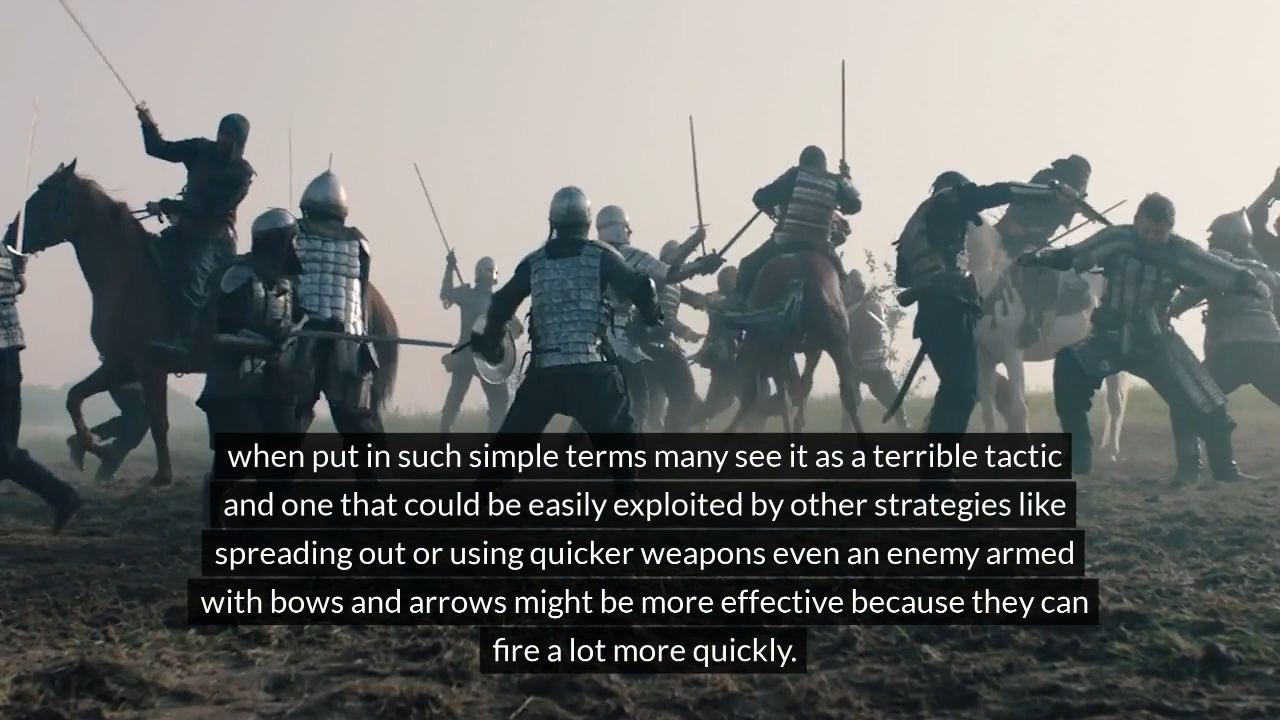 when put in such simple terms many see it as a terrible tactic
and one that could be easily exploited by other strategies like
spreading out or using quicker weapons even an enemy armed
with bows and arrows might be more effective because they can
fire a lot more quickly.